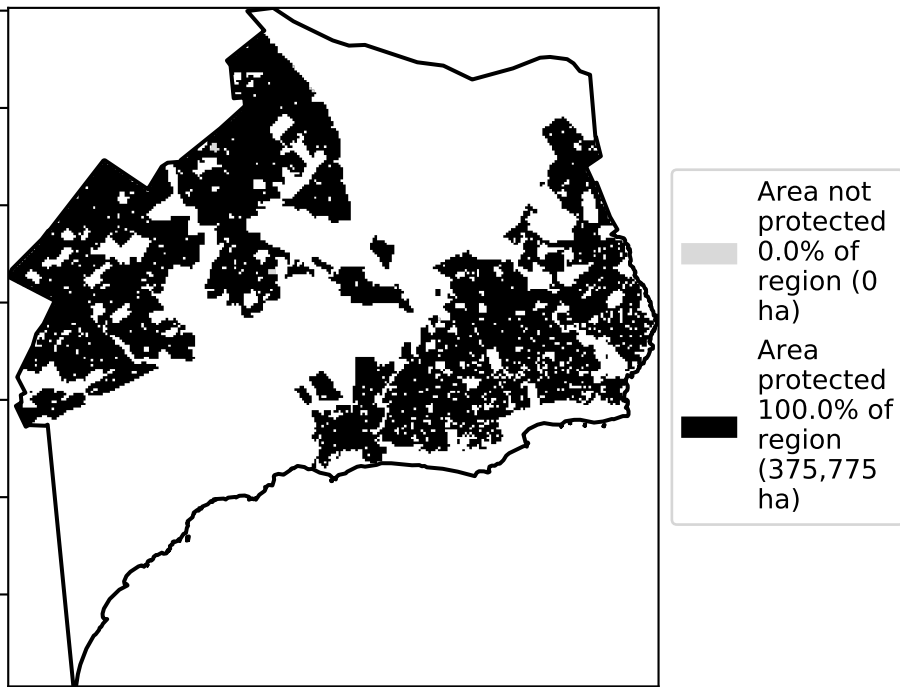 Area not
protected
0.0% of
region (0
ha)
Area
protected
100.0% of
region
(375,775
ha)